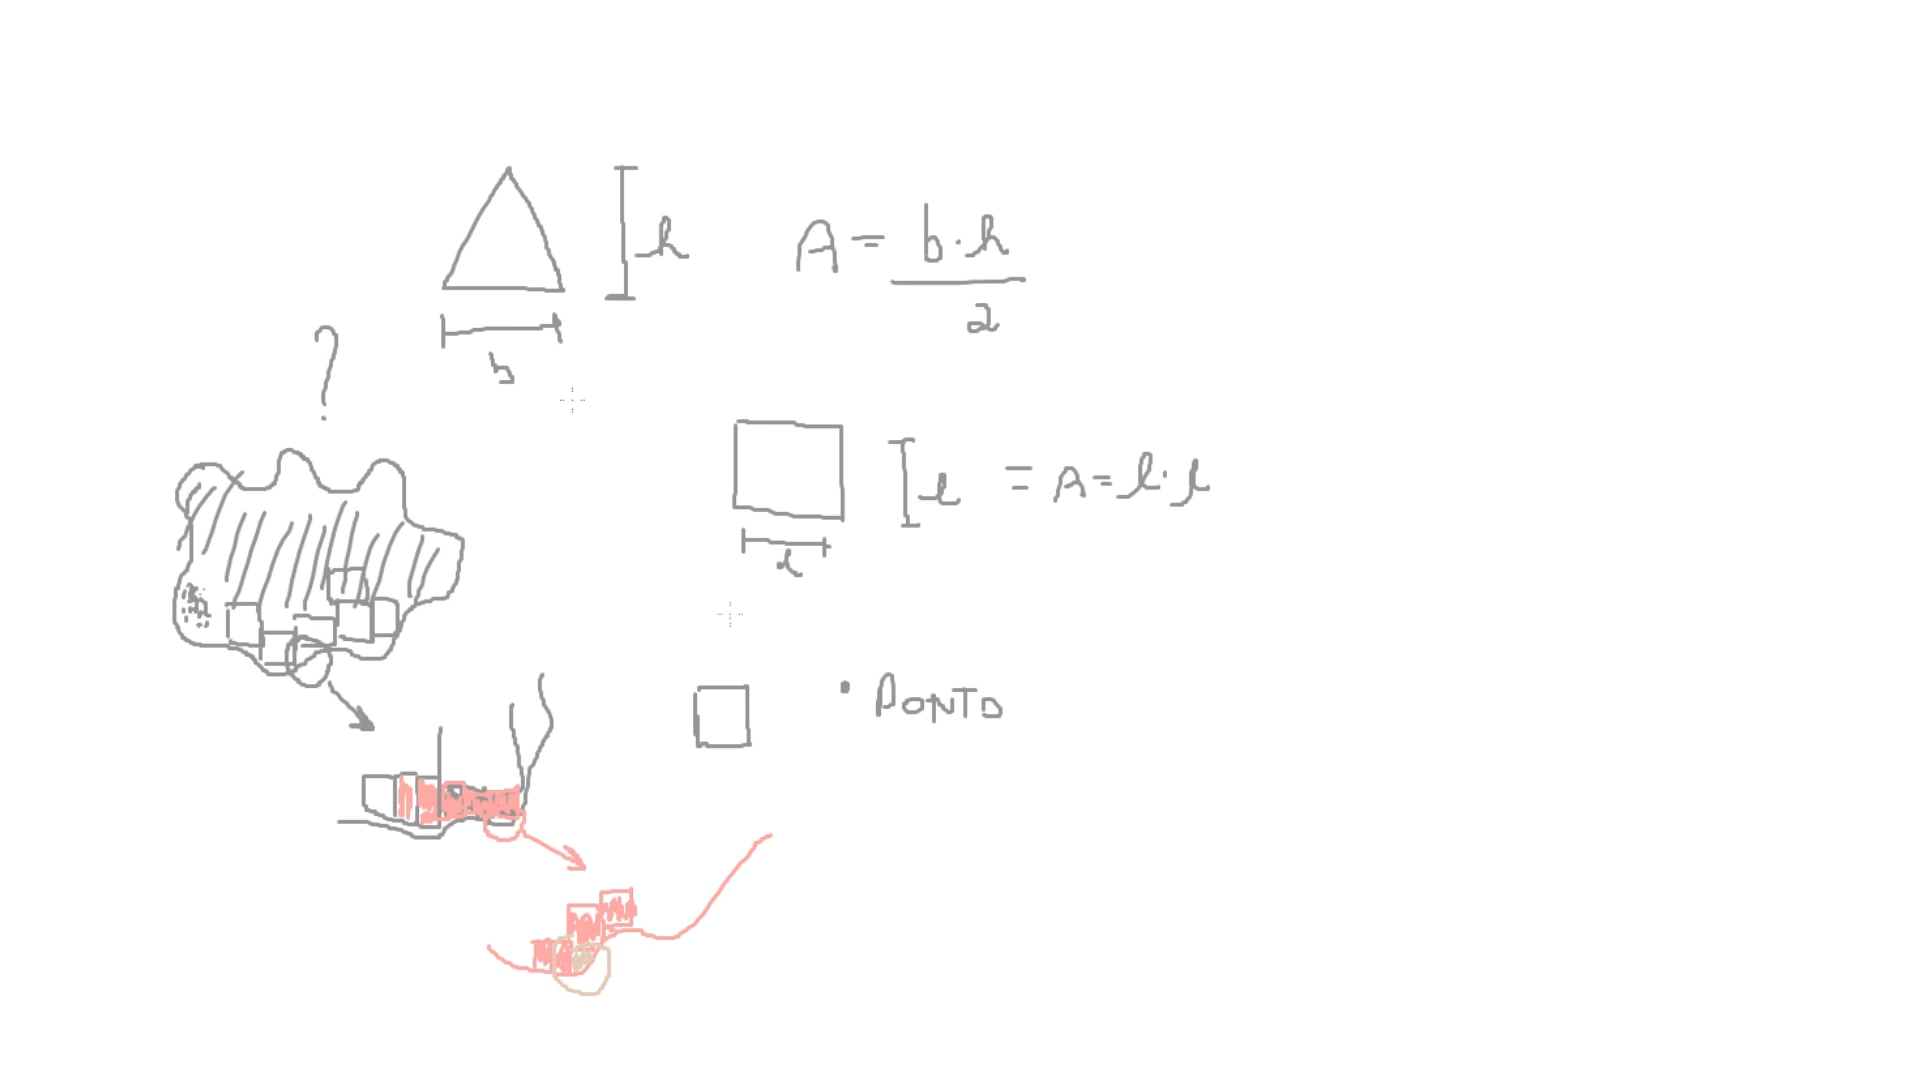 h
A = b·h
2
b
?
l = A = l·l
l
• PONTO